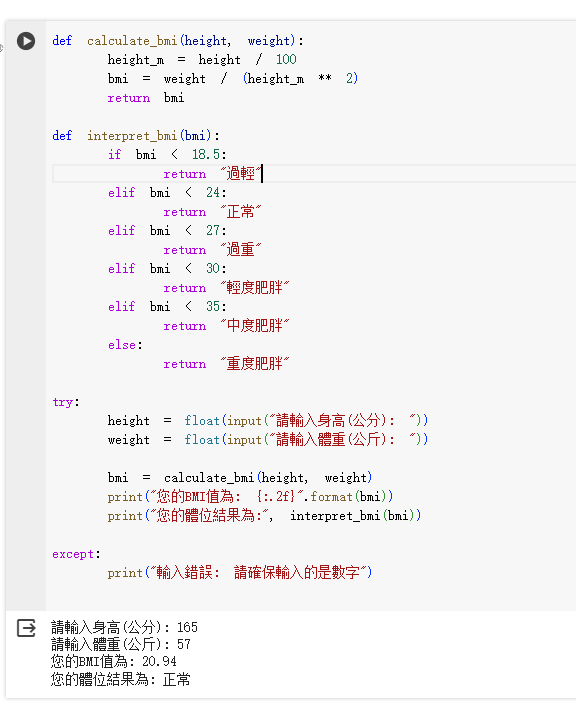 def calculate_bmi(height, weight):
    height_m = height / 100
    bmi = weight / (height_m ** 2)
    return bmi

def interpret_bmi(bmi):
    if bmi < 18.5:
        return "過輕"
    elif bmi < 24:
        return "正常"
    elif bmi < 27:
        return "過重"
    elif bmi < 30:
        return "輕度肥胖"
    elif bmi < 35:
        return "中度肥胖"
    else:
        return "重度肥胖"

try:
    height = float(input("請輸入身高(公分): "))
    weight = float(input("請輸入體重(公斤): "))

    bmi = calculate_bmi(height, weight)
    print("您的BMI值為: {:.2f}".format(bmi))
    print("您的體位結果為:", interpret_bmi(bmi))

except:
    print("輸入錯誤: 請確保輸入的是數字")

請輸入身高(公分): 165
請輸入體重(公斤): 57
您的BMI值為: 20.94
您的體位結果為: 正常